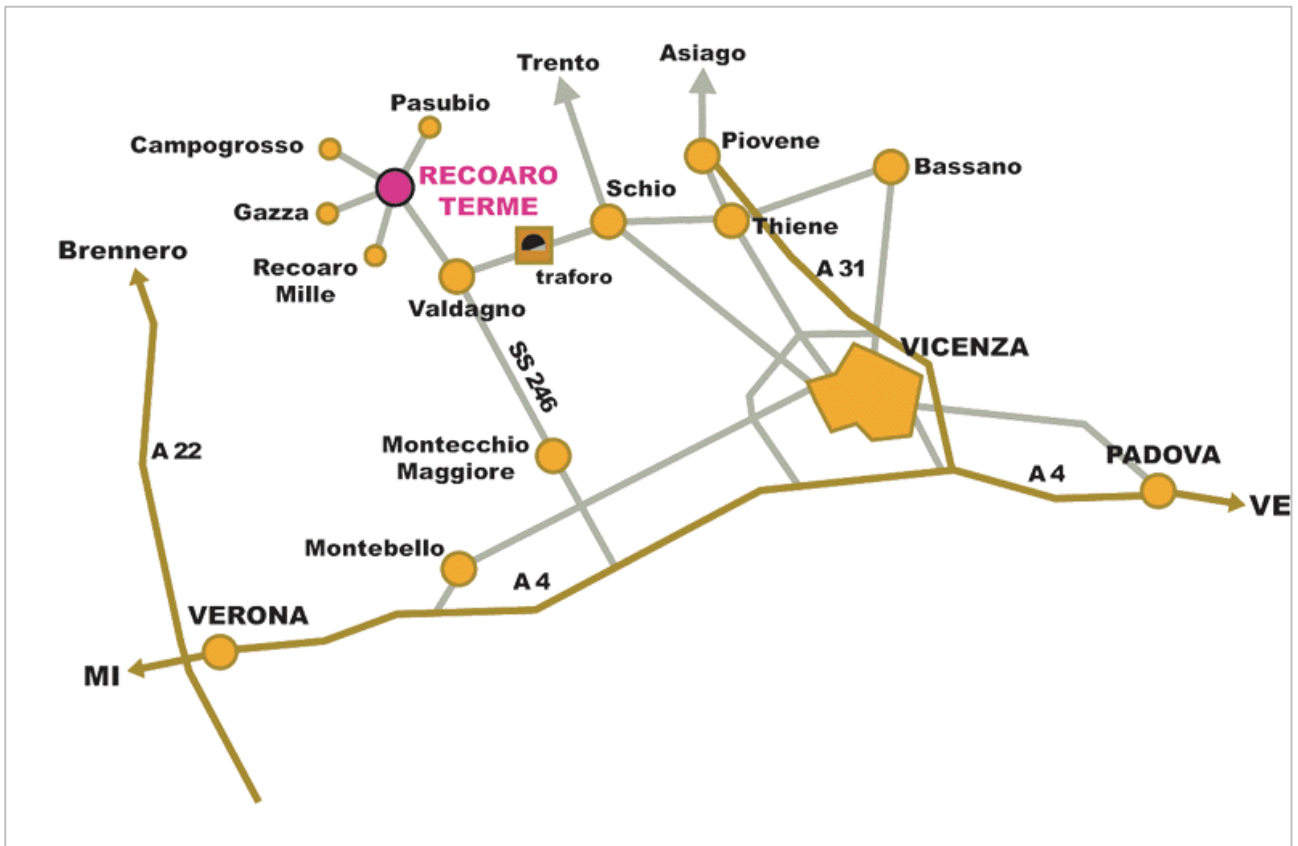 Trento
Asiago
Pasubio
Campogrosso
Piovene
Bassano
RECOARO
TERME
Schio
Gazza
Thiene
Brennero
Recoaro
Mille
traforo
A 31
Valdagno
VICENZA
SS 246
A 22
Montecchio
Maggiore
PADOVA
A 4
VE
Montebello
A 4
VERONA
MI